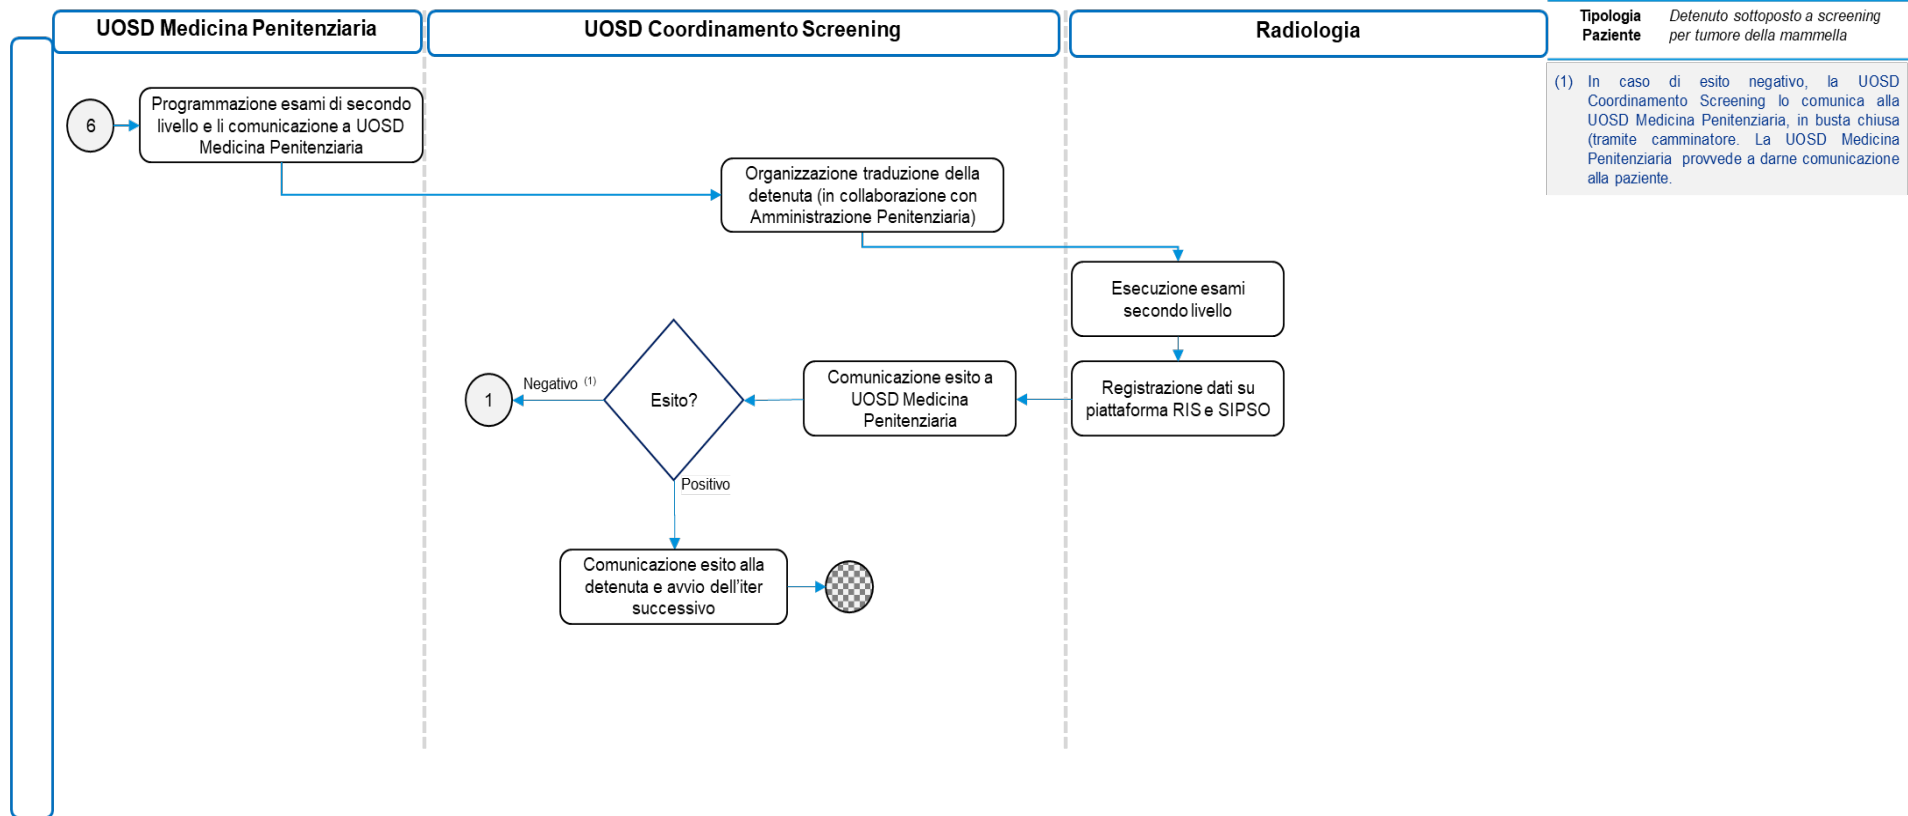 UOSD Medicina Penitenziaria
UOSD Coordinamento Screening
Radiologia
Tipologia
Paziente
Detenuto sottoposto a screening
per tumore della mammella
(1) In caso di esito negativo, la UOSD
Coordinamento Screening lo comunica alla
UOSD Medicina Penitenziaria, in busta chiusa
(tramite camminatore. La UOSD Medicina
Penitenziaria provvede a darne comunicazione
alla paziente.
6
Programmazione esami di secondo
livello e li comunicazione a UOSD
Medicina Penitenziaria
Organizzazione traduzione della
detenuta (in collaborazione con
Amministrazione Penitenziaria)
Esecuzione esami
secondo livello
Registrazione dati su
piattaforma RIS e SIPSO
Comunicazione esito a
UOSD Medicina
Penitenziaria
Esito?
Negativo (1)
1
Positivo
Comunicazione esito alla
detenuta e avvio dell'iter
successivo